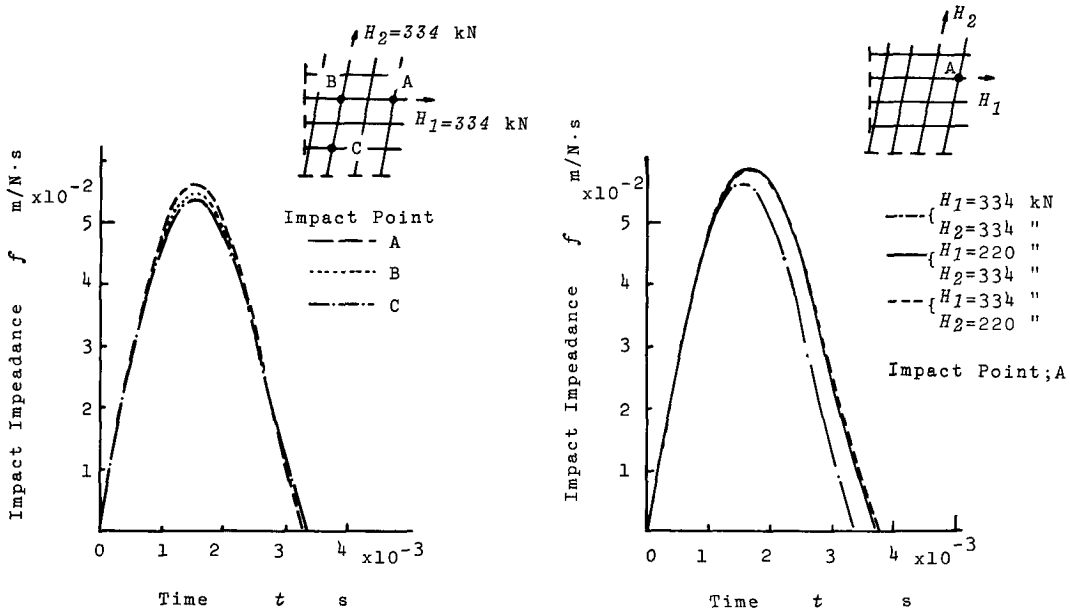 H2=334 kN
B
A
H1=334 kN
C
m/N·s
x10-2
5
4
3
2
1
Impact Impeadance f
Impact Point
A
B
C
0
1
2
3
4
x10-3
Time t s
H2
A
H1
m/N·s
x10-2
5
4
3
2
1
Impact Impeadance f
{H1=334 kN
H2=334 "
{H1=220 "
H2=334 "
{H1=334 "
H2=220 "
Impact Point;A
0
1
2
3
4
x10-3
Time t s